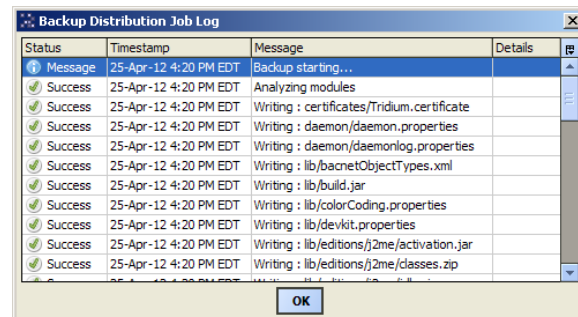 Backup Distribution Job Log
Status Timestamp Message Details
Message 25-Apr-12 4:20 PM EDT Backup starting...
Success 25-Apr-12 4:20 PM EDT Analyzing modules
Success 25-Apr-12 4:20 PM EDT Writing : certificates/Tridium.certificate
Success 25-Apr-12 4:20 PM EDT Writing : daemon/daemon.properties
Success 25-Apr-12 4:20 PM EDT Writing : daemon/daemonlog.properties
Success 25-Apr-12 4:20 PM EDT Writing : lib/bacnetObjectTypes.xml
Success 25-Apr-12 4:20 PM EDT Writing : lib/build.jar
Success 25-Apr-12 4:20 PM EDT Writing : lib/colorCoding.properties
Success 25-Apr-12 4:20 PM EDT Writing : lib/devkit.properties
Success 25-Apr-12 4:20 PM EDT Writing : lib/editions/j2me/activation.jar
Success 25-Apr-12 4:20 PM EDT Writing : lib/editions/j2me/classes.zip
OK